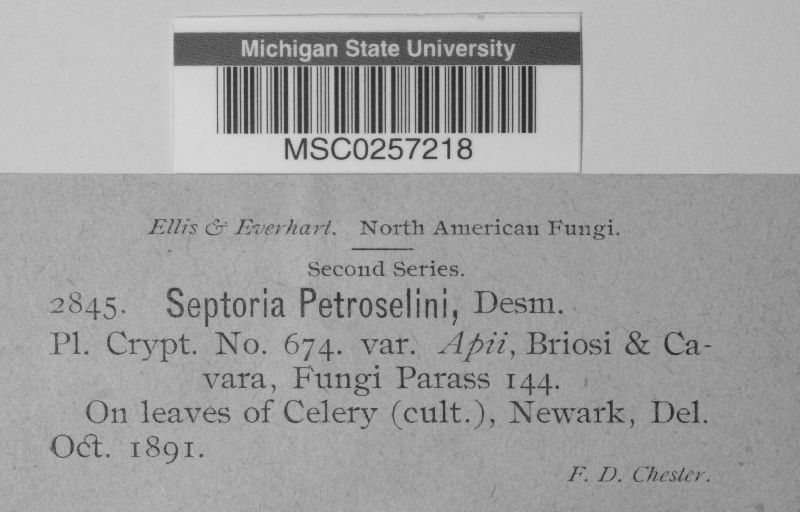 Michigan State University
MSC0257218
Ellis & Everhart. North American Fungi.
Second Series.
2845. Septoria Petroselini, Desm.
Pl. Crypt. No. 674. var. Apii, Briosi & Ca-
vara, Fungi Parass 144.
On leaves of Celery (cult.), Newark, Del.
Oct. 1891.
F. D. Chester.